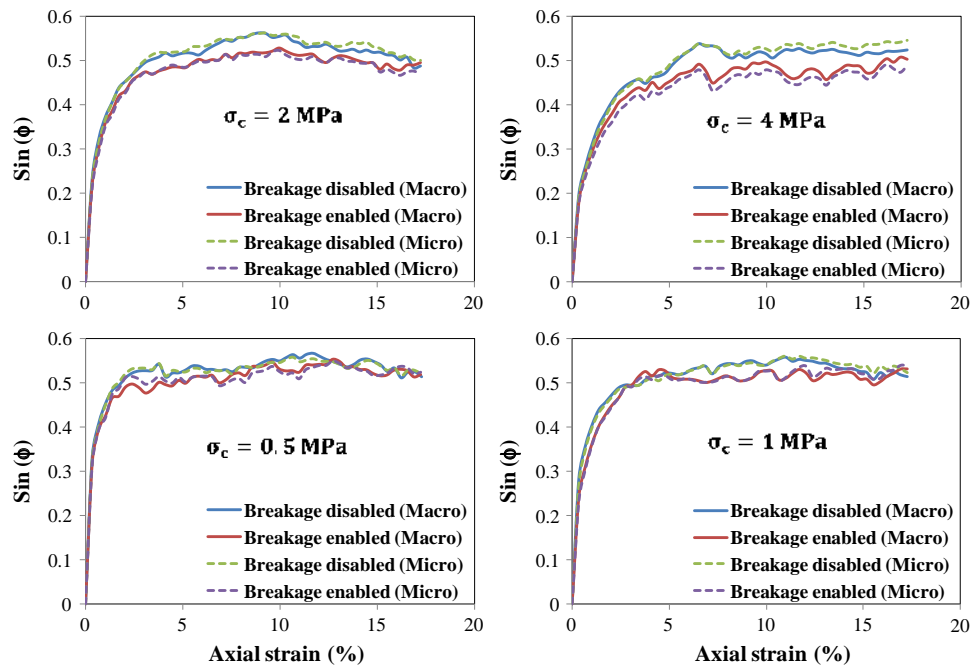 0.6
0.5
0.4
0.3
0.2
0.1
0
Sin (ϕ)
σc = 2 MPa
Breakage disabled (Macro)
Breakage enabled (Macro)
Breakage disabled (Micro)
Breakage enabled (Micro)
0 5 10 15 20
0.6
0.5
0.4
0.3
0.2
0.1
0
Sin (ϕ)
σc = 4 MPa
Breakage disabled (Macro)
Breakage enabled (Macro)
Breakage disabled (Micro)
Breakage enabled (Micro)
0 5 10 15 20
0.6
0.5
0.4
0.3
0.2
0.1
0
Sin (ϕ)
σc = 0.5 MPa
Breakage disabled (Macro)
Breakage enabled (Macro)
Breakage disabled (Micro)
Breakage enabled (Micro)
0 5 10 15 20
Axial strain (%)
0.6
0.5
0.4
0.3
0.2
0.1
0
Sin (ϕ)
σc = 1 MPa
Breakage disabled (Macro)
Breakage enabled (Macro)
Breakage disabled (Micro)
Breakage enabled (Micro)
0 5 10 15 20
Axial strain (%)